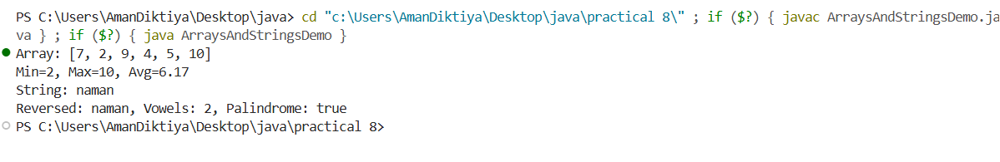 PS C:\Users\AmanDiktiya\Desktop\java> cd "c:\Users\AmanDiktiya\Desktop\java\practical 8\" ; if ($?) { javac ArraysAndStringsDemo.ja
va } ; if ($?) { java ArraysAndStringsDemo }
Array: [7, 2, 9, 4, 5, 10]
Min=2, Max=10, Avg=6.17
String: naman
Reversed: naman, Vowels: 2, Palindrome: true
PS C:\Users\AmanDiktiya\Desktop\java\practical 8>